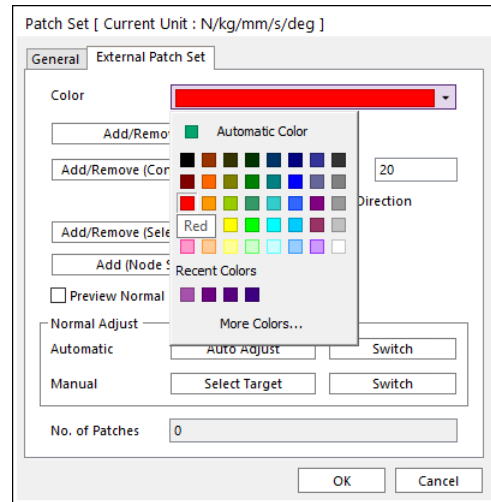 Patch Set [ Current Unit : N/kg/mm/s/deg ]
General External Patch Set
Color
Automatic Color
Add/Remov
Add/Remove (Con 20
Direction
Red
Add/Remove (Sele
Add (Node S
Recent Colors
Preview Normal
More Colors...
Normal Adjust
Automatic Auto Adjust Switch
Manual Select Target Switch
No. of Patches 0
OK Cancel